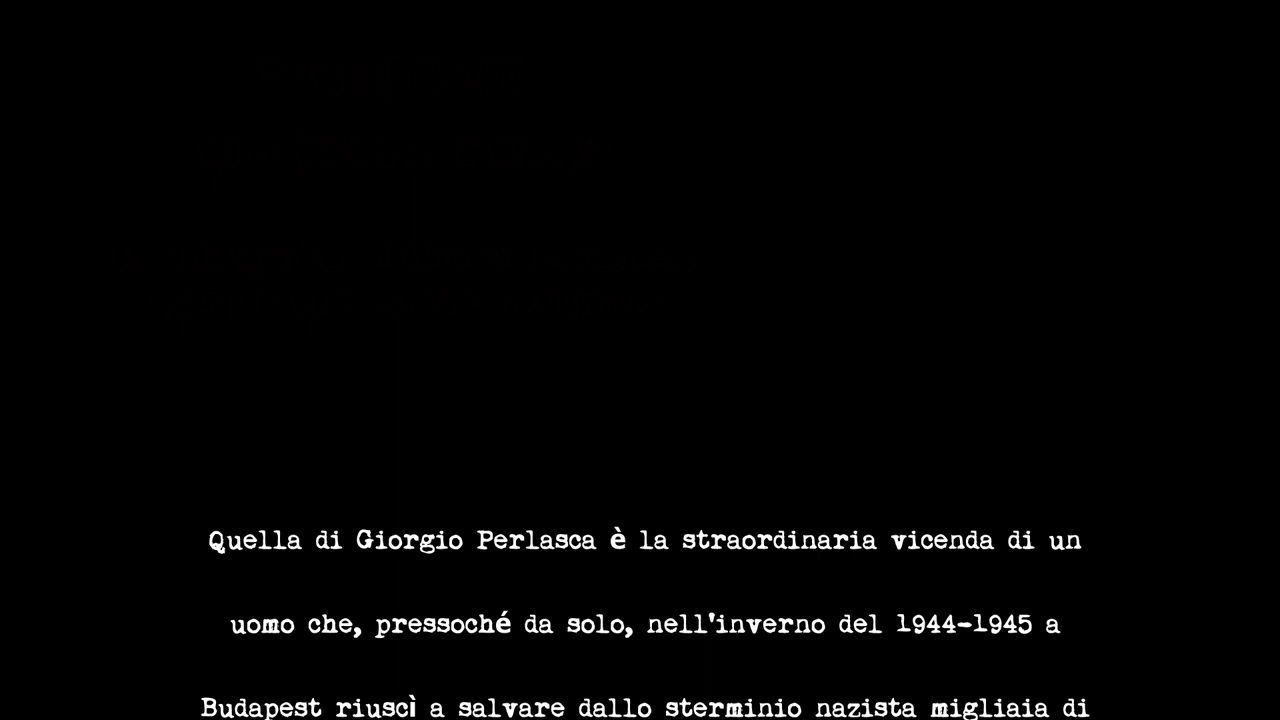 Quella di Giorgio Perlasca è la straordinaria vicenda di un
uomo che, pressoché da solo, nell'inverno del 1944-1945 a
Budapest riuscì a salvare dallo sterminio nazista migliaia di